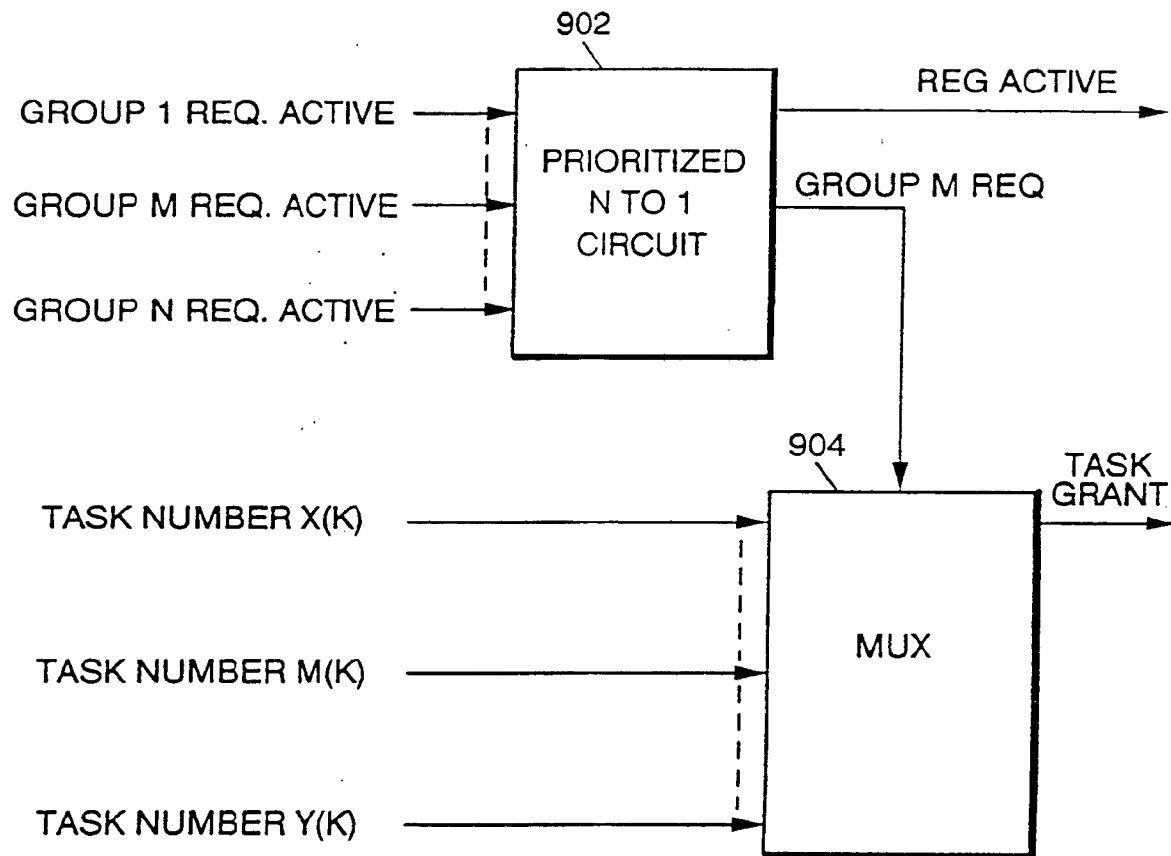 902
GROUP 1 REQ. ACTIVE
GROUP M REQ. ACTIVE
GROUP N REQ. ACTIVE
PRIORITIZED
N TO 1
CIRCUIT
REG ACTIVE
GROUP M REQ
904
TASK
GRANT
TASK NUMBER X(K)
TASK NUMBER M(K)
TASK NUMBER Y(K)
MUX